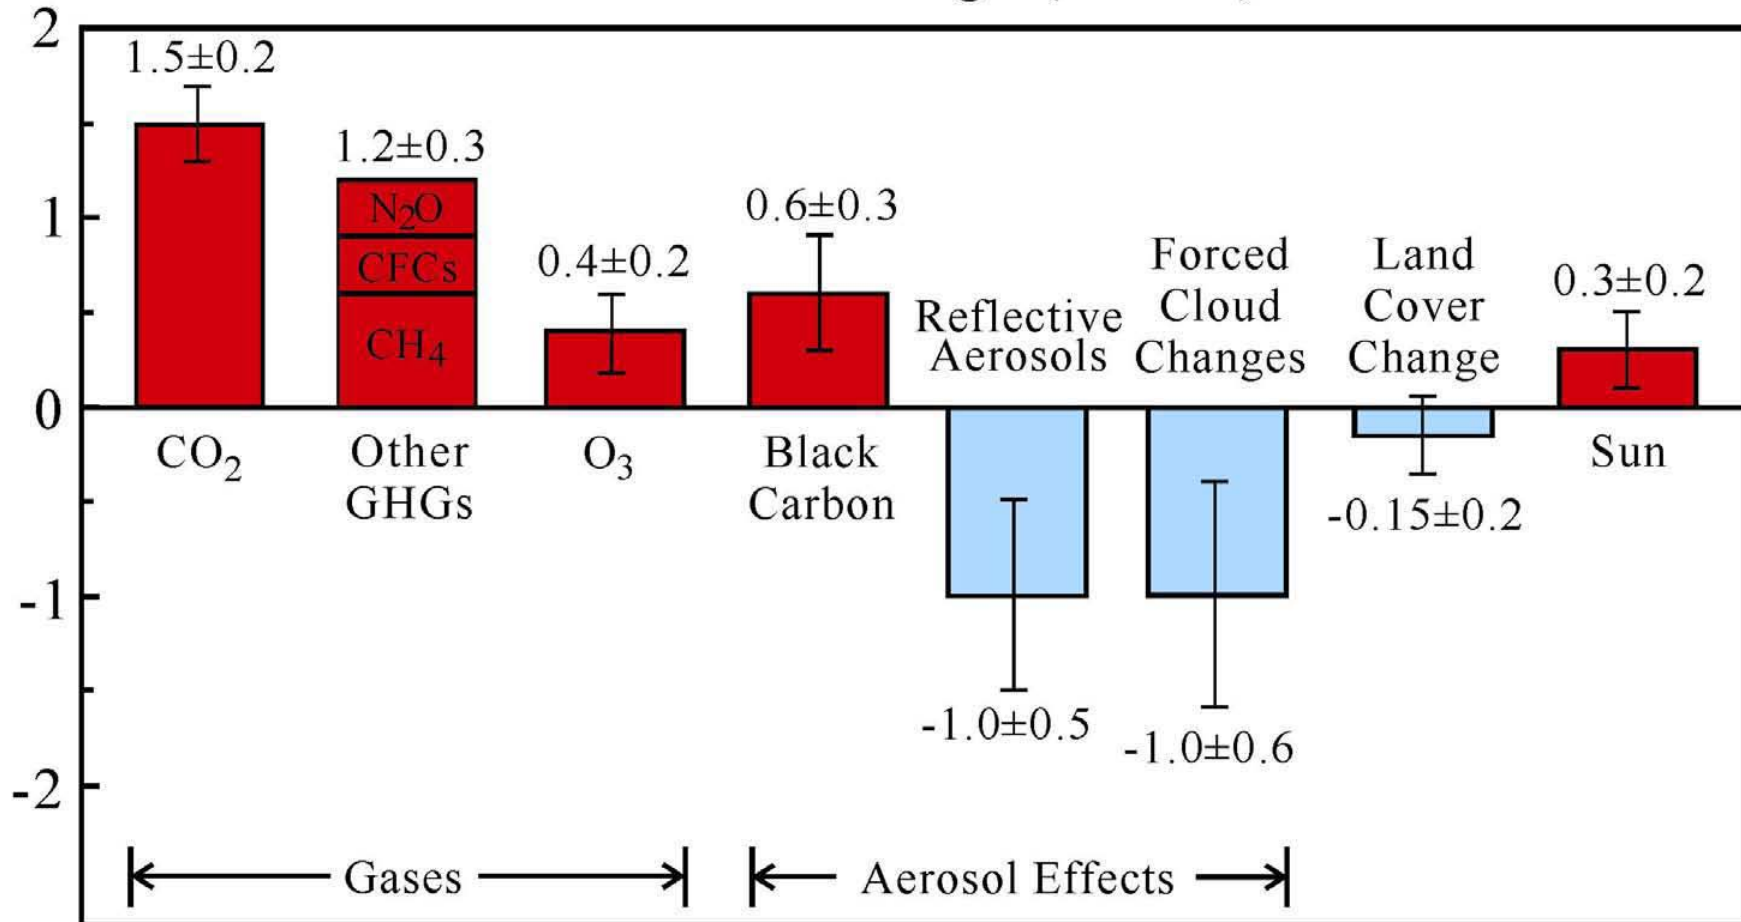 2
1.5±0.2
1.2±0.3
N₂O
CFCs
CH₄
1
0.4±0.2
0.6±0.3
Reflective
Aerosols
Forced
Cloud
Changes
Land
Cover
Change
0.3±0.2
0
CO₂
Other
GHGs
O₃
Black
Carbon
Sun
-0.15±0.2
-1
-1.0±0.5
-1.0±0.6
-2
Gases
Aerosol Effects